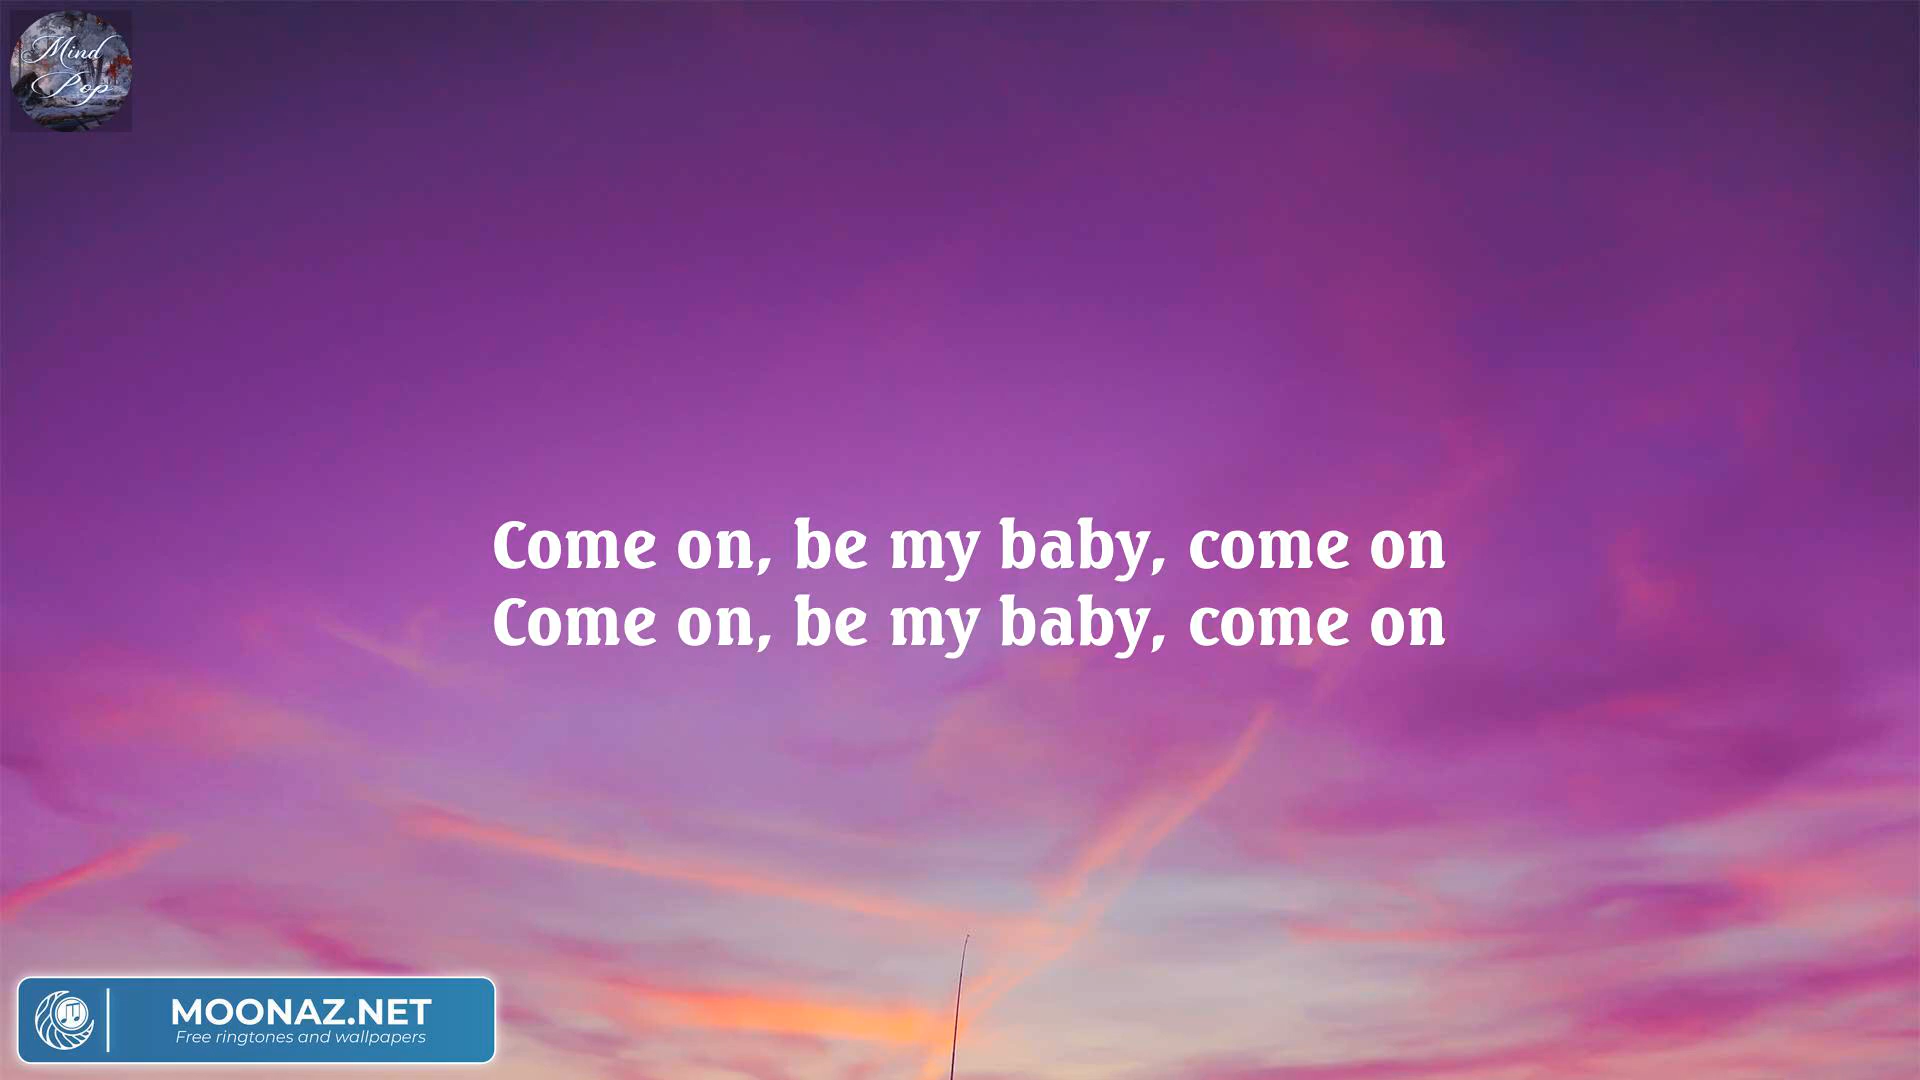 Mind
Pop
Come on, be my baby, come on
Come on, be my baby, come on
MOONAZ.NET
Free ringtones and wallpapers